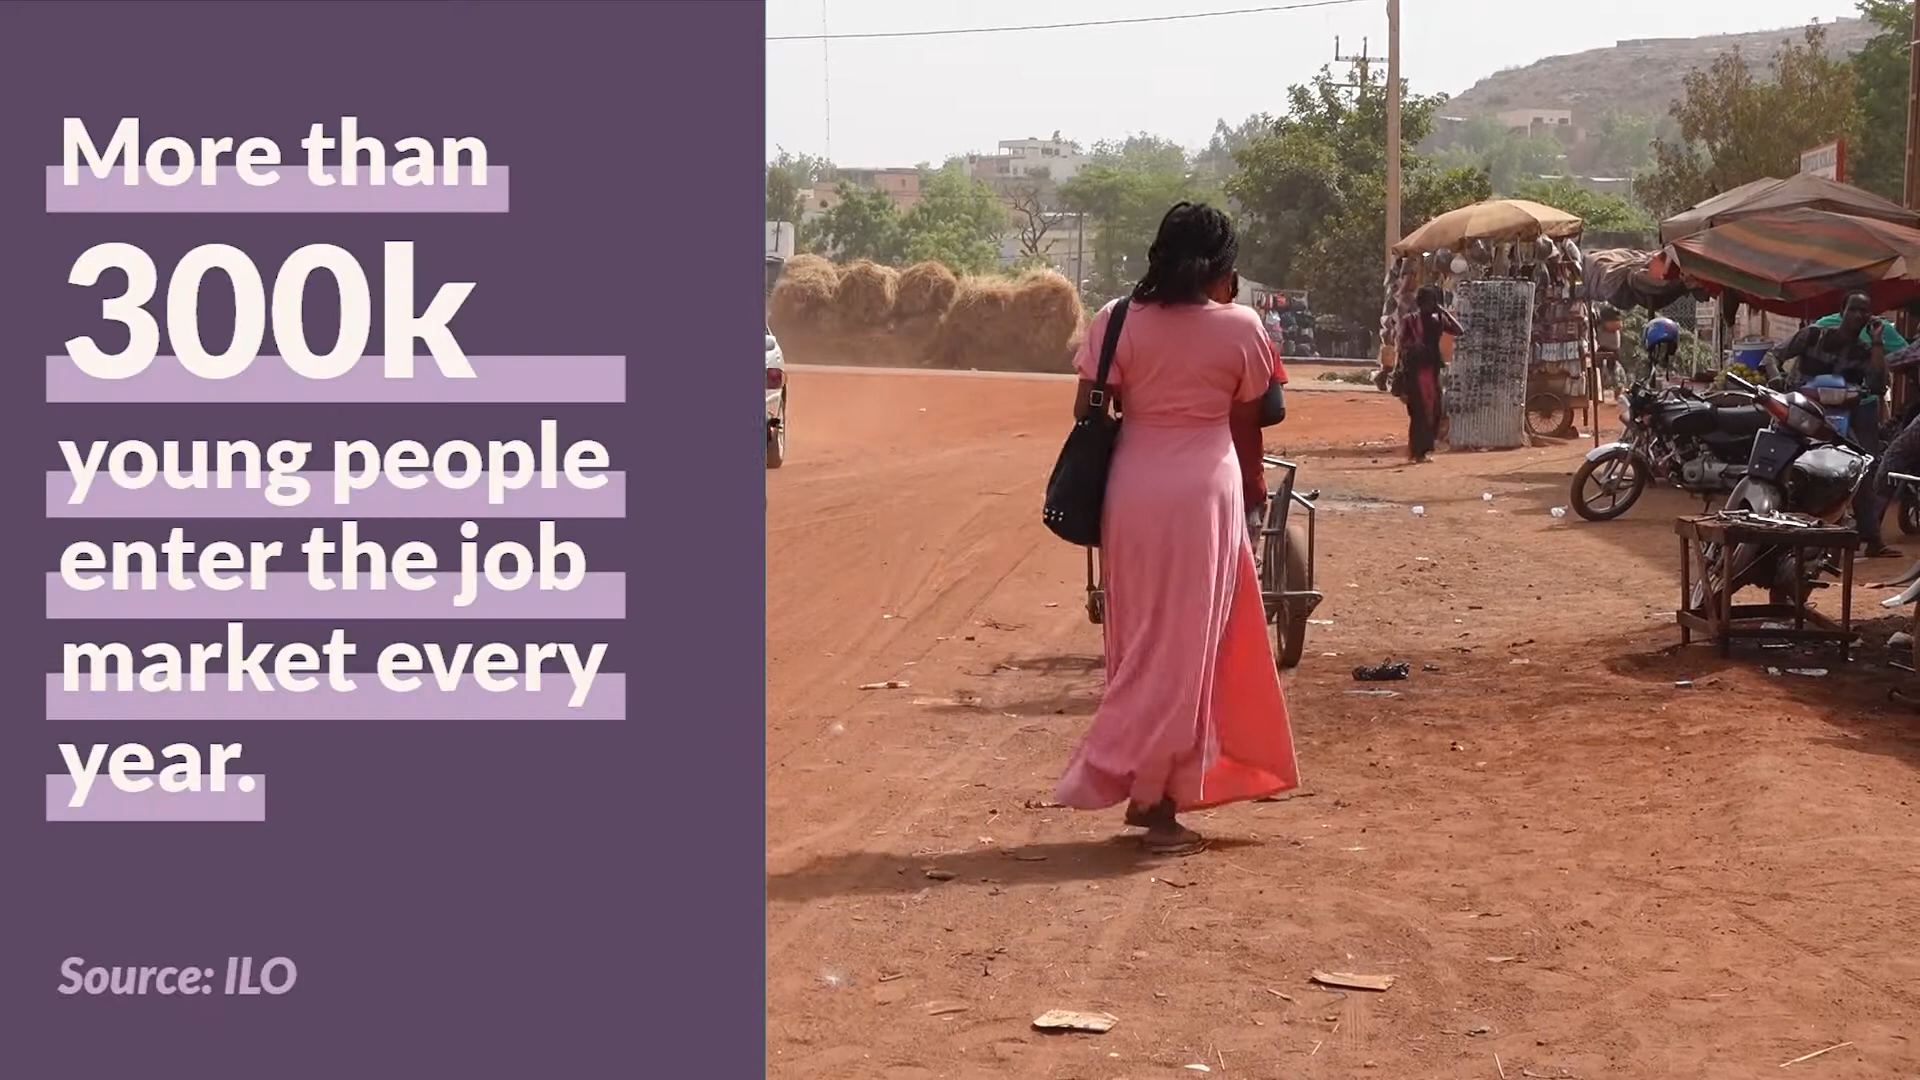 More than
300k
young people
enter the job
market every
year.
Source: ILO